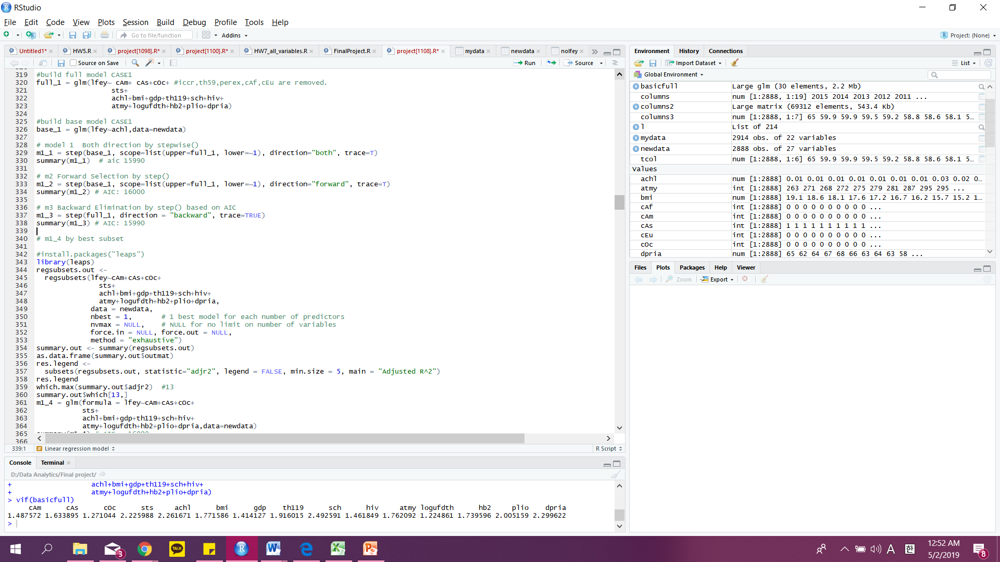 RStudio
File Edit Code View Plots Session Build Debug Profile Tools Help
Go to file/function Addins Project: (None)
Untitled1* HW5.R project[1098].R* project[1100].R* HW7_all_variables.R FinalProject.R project[1108].R* mydata newdata nolfey
Source on Save Run Source
319 #build full model CASE1
320 full_1 = glm(lfey~ cAm+ cAs+cOc+ #iccr,th59,perex,cAf,cEu are removed.
321 sts+
322 achl+bmi+gdp+th119+sch+hiv+
323 atmy+logufdth+hb2+plio+dpria)
324
325 #build base model CASE1
326 base_1 = glm(lfey~achl,data=newdata)
327
328 # model 1  Both direction by stepwise()
329 m1_1 = step(base_1, scope=list(upper=full_1, lower=~1), direction="both", trace=T)
330 summary(m1_1)  # aic 15990
331
332 # m2 Forward Selection by step()
333 m1_2 = step(base_1, scope=list(upper=full_1, lower=~1), direction="forward", trace=T)
334 summary(m1_2) # AIC: 16000
335
336 # m3 Backward Elimination by step() based on AIC
337 m1_3 = step(full_1, direction = "backward", trace=TRUE)
338 summary(m1_3) # AIC: 15990
339
340 # m1_4 by best subset
341
342 #install.packages("leaps")
343 library(leaps)
344 regsubsets.out <-
345 regsubsets(lfey~cAm+cAs+cOc+
346 sts+
347 achl+bmi+gdp+th119+sch+hiv+
348 atmy+logufdth+hb2+plio+dpria,
349 data = newdata,
350 nbest = 1,       # 1 best model for each number of predictors
351 nvmax = NULL,    # NULL for no limit on number of variables
352 force.in = NULL, force.out = NULL,
353 method = "exhaustive")
354 summary.out <- summary(regsubsets.out)
355 as.data.frame(summary.out$outmat)
356 res.legend <-
357 subsets(regsubsets.out, statistic="adjr2", legend = FALSE, min.size = 5, main = "Adjusted R^2")
358 res.legend
359 which.max(summary.out$adjr2)  #13
360 summary.out$which[13,]
361 m1_4 = glm(formula = lfey~cAm+cAs+cOc+
362 sts+
363 achl+bmi+gdp+th119+sch+hiv+
364 atmy+logufdth+hb2+plio+dpria,data=newdata)
365
366
339:1 Linear regression model R Script
Console Terminal
D:/Data Analytics/Final project/
+ achl+bmi+gdp+th119+sch+hiv+
+ atmy+logufdth+hb2+plio+dpria)
> vif(basicfull)
cAm cAs cOc sts achl bmi gdp th119 sch hiv atmy logufdth hb2 plio dpria
1.487572 1.633895 1.271044 2.225988 2.261671 1.771586 1.414127 1.916015 2.492591 1.461849 1.762092 1.224861 1.739596 2.005159 2.299622
>
Environment History Connections
Import Dataset List
Global Environment
basicfull Large glm (30 elements, 2.2 Mb)
columns num [1:2888, 1:19] 2015 2014 2013 2012 2011 ...
columns2 Large matrix (69312 elements, 543.4 Kb)
columns3 num [1:2888, 1:7] 65 59.9 59.9 59.5 59.2 58.8 58.6 58.1 5…
l List of 214
mydata 2914 obs. of 22 variables
newdata 2888 obs. of 27 variables
tcol num [1:2888, 1:6] 65 59.9 59.9 59.5 59.2 58.8 58.6 58.1 5…
Values
achl num [1:2888] 0.01 0.01 0.01 0.01 0.01 0.01 0.01 0.03 0.02 0…
atmy int [1:2888] 263 271 268 272 275 279 281 287 295 295 ...
bmi num [1:2888] 19.1 18.6 18.1 17.6 17.2 16.7 16.2 15.7 15.2 1…
cAf int [1:2888] 0 0 0 0 0 0 0 0 0 0 ...
cAm int [1:2888] 0 0 0 0 0 0 0 0 0 0 ...
cAs int [1:2888] 1 1 1 1 1 1 1 1 1 1 ...
cEu int [1:2888] 0 0 0 0 0 0 0 0 0 0 ...
cOc int [1:2888] 0 0 0 0 0 0 0 0 0 0 ...
dpria num [1:2888] 65 62 64 67 68 66 63 64 63 58 ...
Files Plots Packages Help Viewer
Zoom Export
3 TALK R A 한 12:52 AM
5/2/2019 8